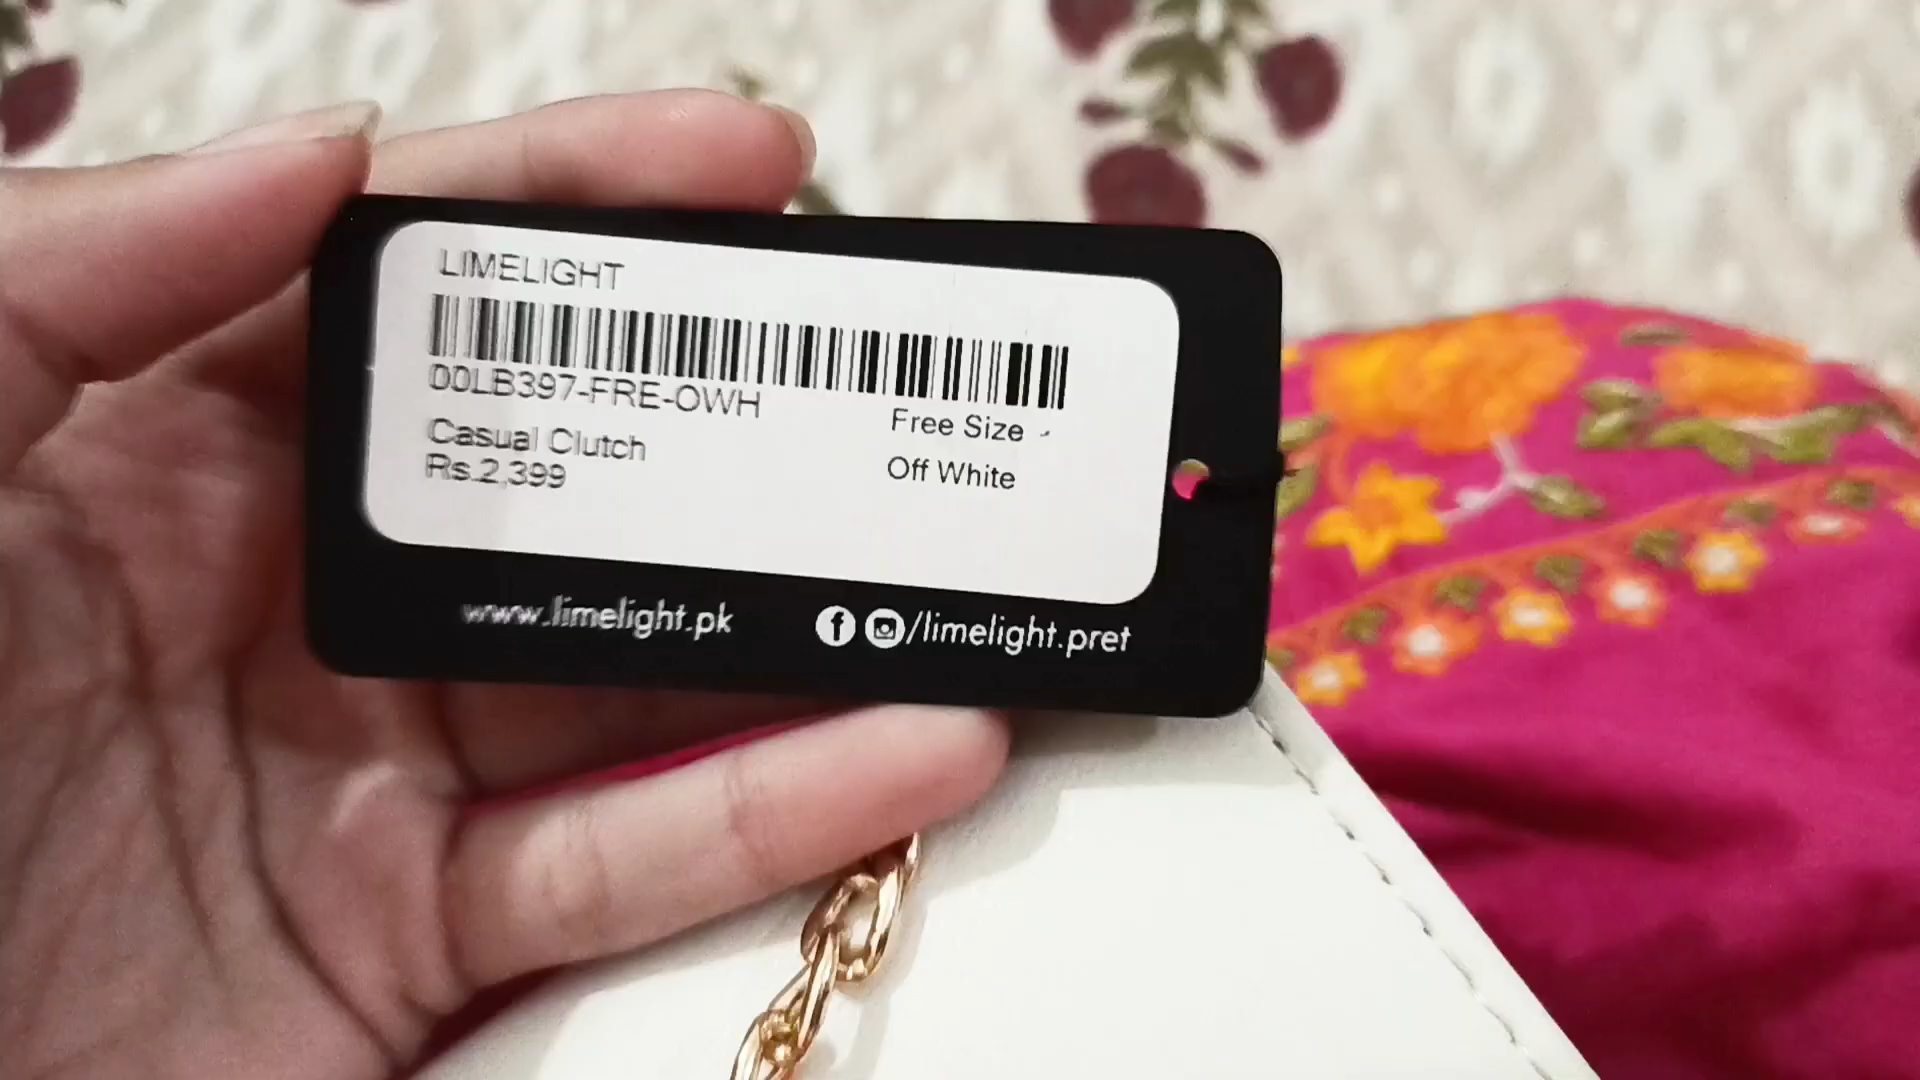 LIMELIGHT
00LB397-FRE-OWH
Free Size
Casual Clutch
Off White
Rs.2,399
www.limelight.pk
/limelight.pret